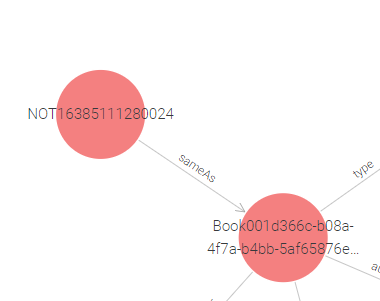 NOT16385111280024
sameAs
type
Book001d366c-b08a-
4f7a-b4bb-5af65876e...